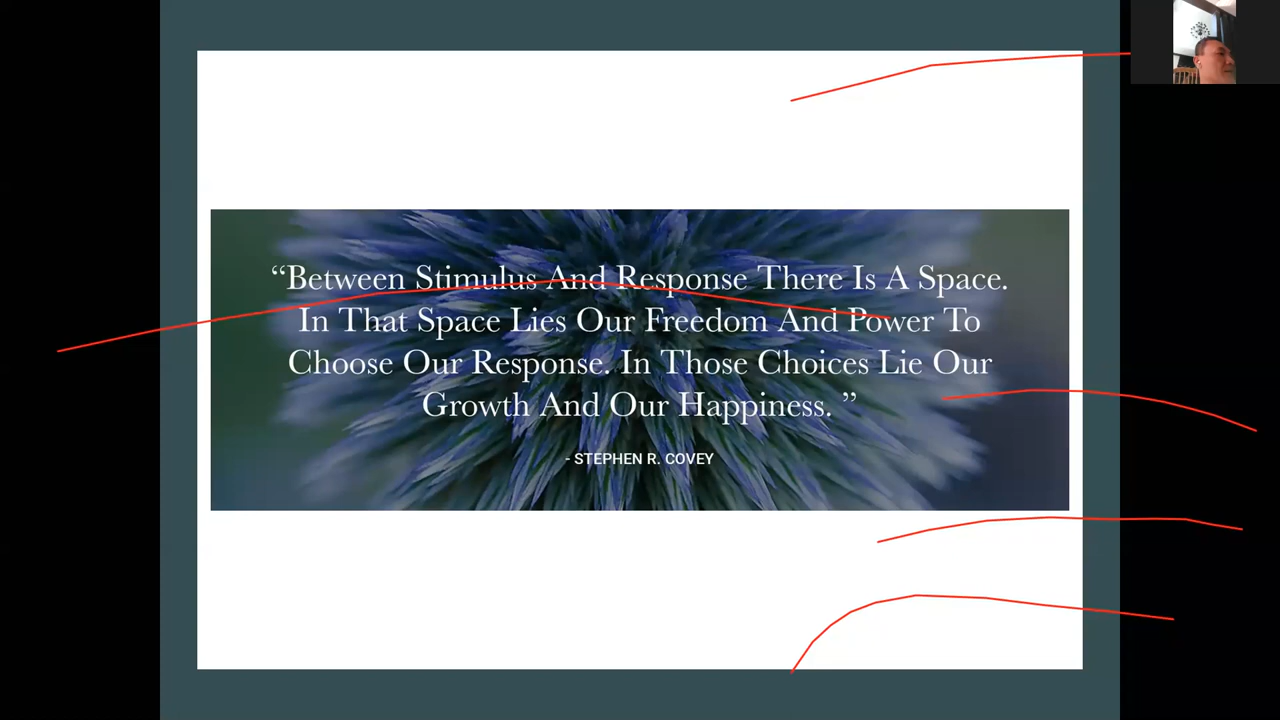 “Between Stimulus And Response There Is A Space.
In That Space Lies Our Freedom And Power To
Choose Our Response. In Those Choices Lie Our
Growth And Our Happiness. ”
- STEPHEN R. COVEY